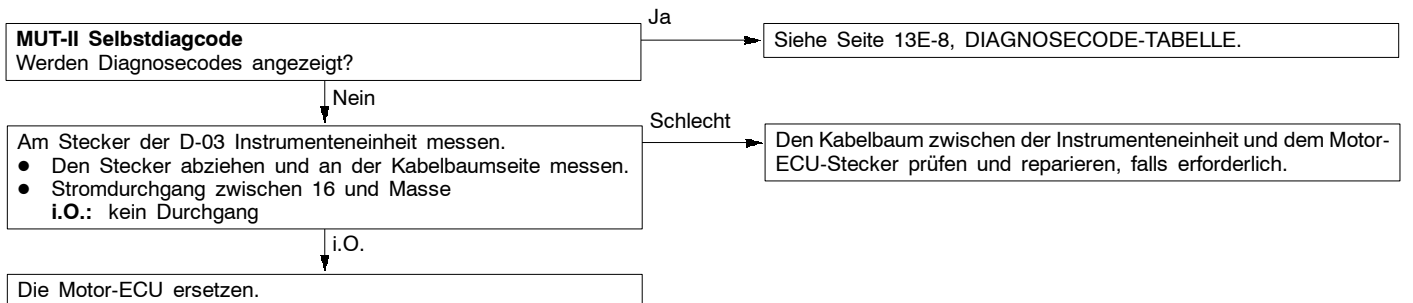 MUT-II Selbstdiagcode
Werden Diagnosecodes angezeigt?
Ja
Siehe Seite 13E-8, DIAGNOSECODE-TABELLE.
Nein
Am Stecker der D-03 Instrumenteneinheit messen.
● Den Stecker abziehen und an der Kabelbaumseite messen.
● Stromdurchgang zwischen 16 und Masse
i.O.: kein Durchgang
Schlecht
Den Kabelbaum zwischen der Instrumenteneinheit und dem Motor-
ECU-Stecker prüfen und reparieren, falls erforderlich.
i.O.
Die Motor-ECU ersetzen.